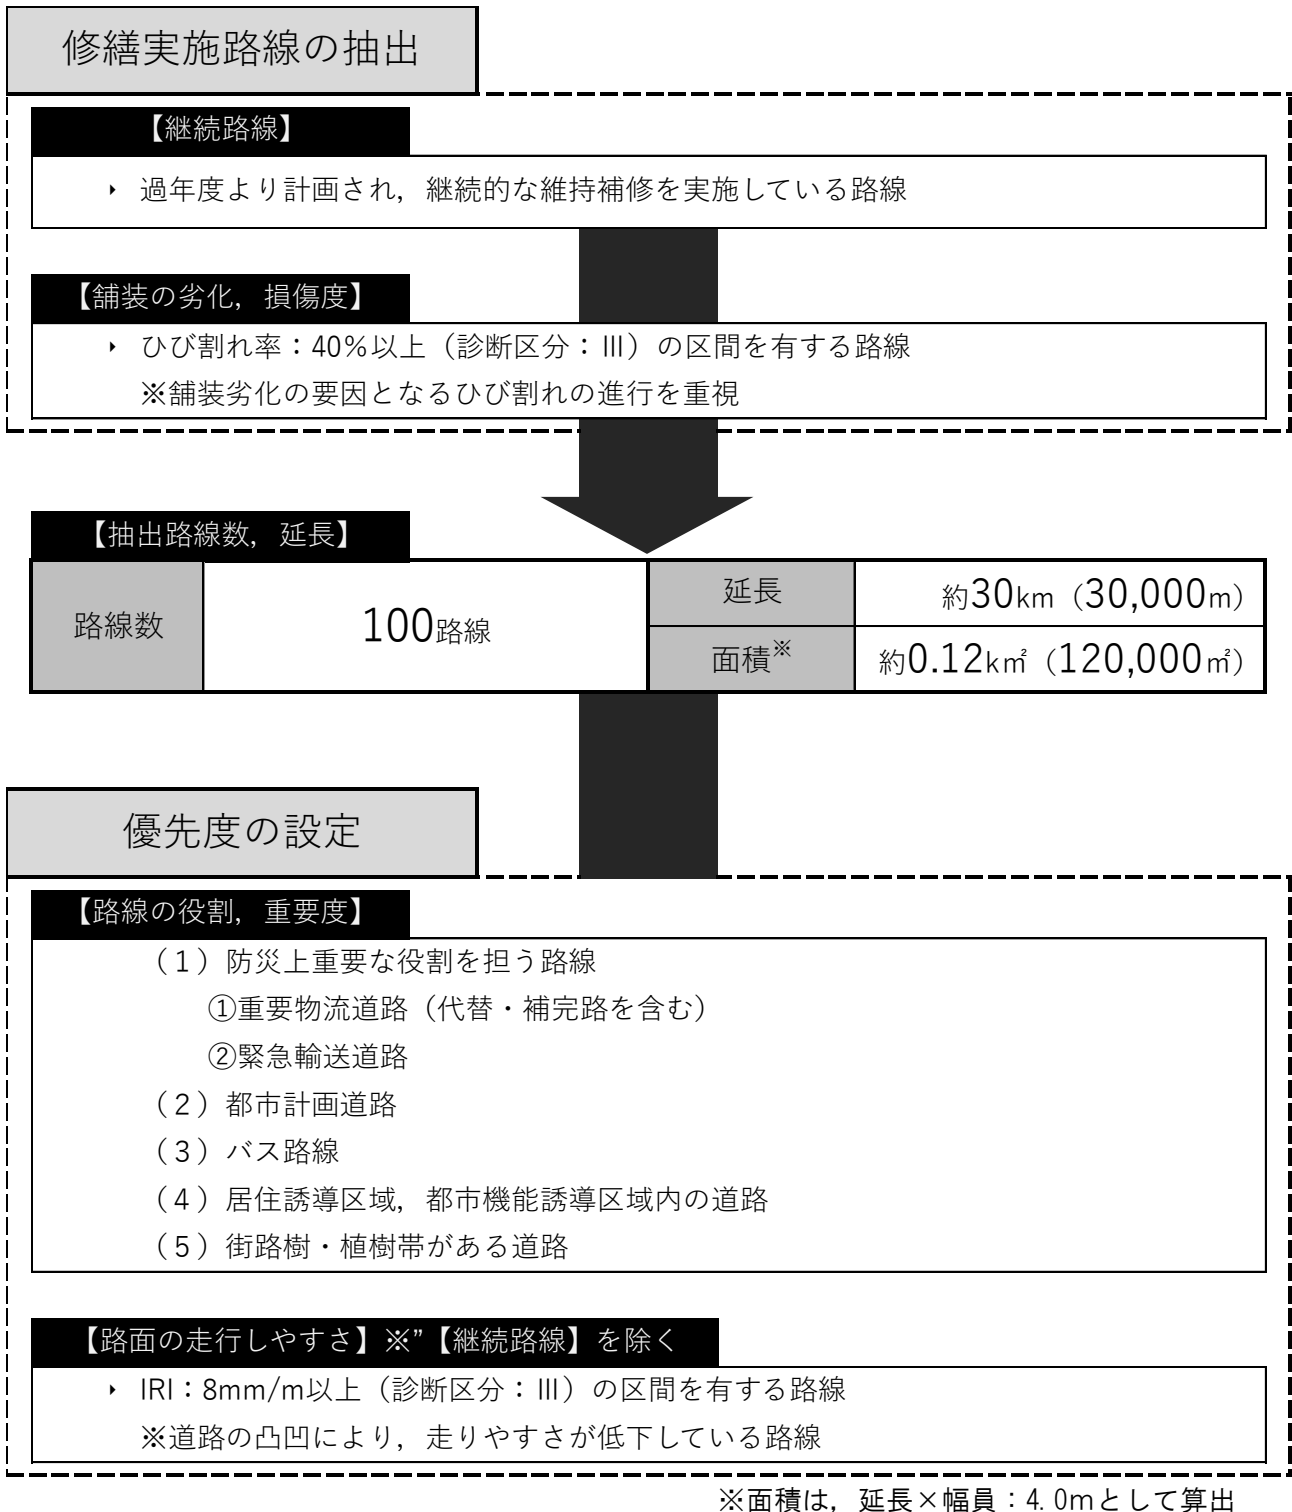 修繕実施路線の抽出
【継続路線】
‣ 過年度より計画され，継続的な維持補修を実施している路線
【舗装の劣化，損傷度】
‣ ひび割れ率：40％以上（診断区分：Ⅲ）の区間を有する路線
※舗装劣化の要因となるひび割れの進行を重視
【抽出路線数，延長】
路線数 100路線 延長 約30km（30,000m）
面積※ 約0.12k㎡（120,000㎡）
優先度の設定
【路線の役割，重要度】
（１）防災上重要な役割を担う路線
①重要物流道路（代替・補完路を含む）
②緊急輸送道路
（２）都市計画道路
（３）バス路線
（４）居住誘導区域，都市機能誘導区域内の道路
（５）街路樹・植樹帯がある道路
【路面の走行しやすさ】※”【継続路線】を除く
‣ IRI：8mm/m以上（診断区分：Ⅲ）の区間を有する路線
※道路の凸凹により，走りやすさが低下している路線
※面積は，延長×幅員：4.0mとして算出